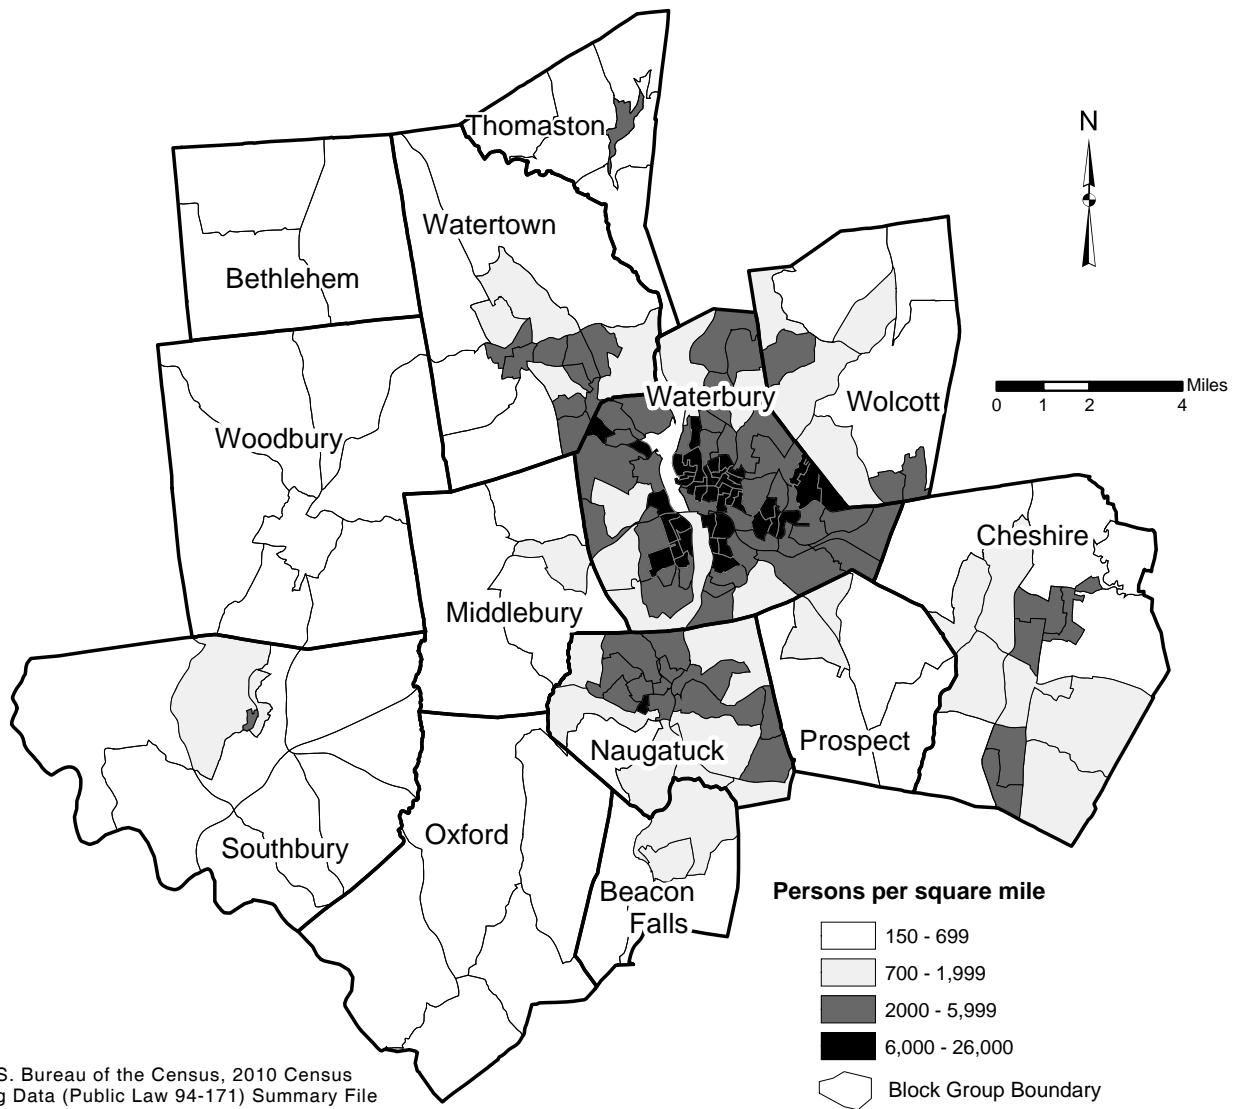 Thomaston
N
Watertown
Bethlehem
Miles
0 1 2 4
Waterbury
Wolcott
Woodbury
Cheshire
Middlebury
Prospect
Naugatuck
Oxford
Southbury
Beacon
Falls
Persons per square mile
150 - 699
700 - 1,999
2000 - 5,999
6,000 - 26,000
Block Group Boundary
S. Bureau of the Census, 2010 Census
g Data (Public Law 94-171) Summary File